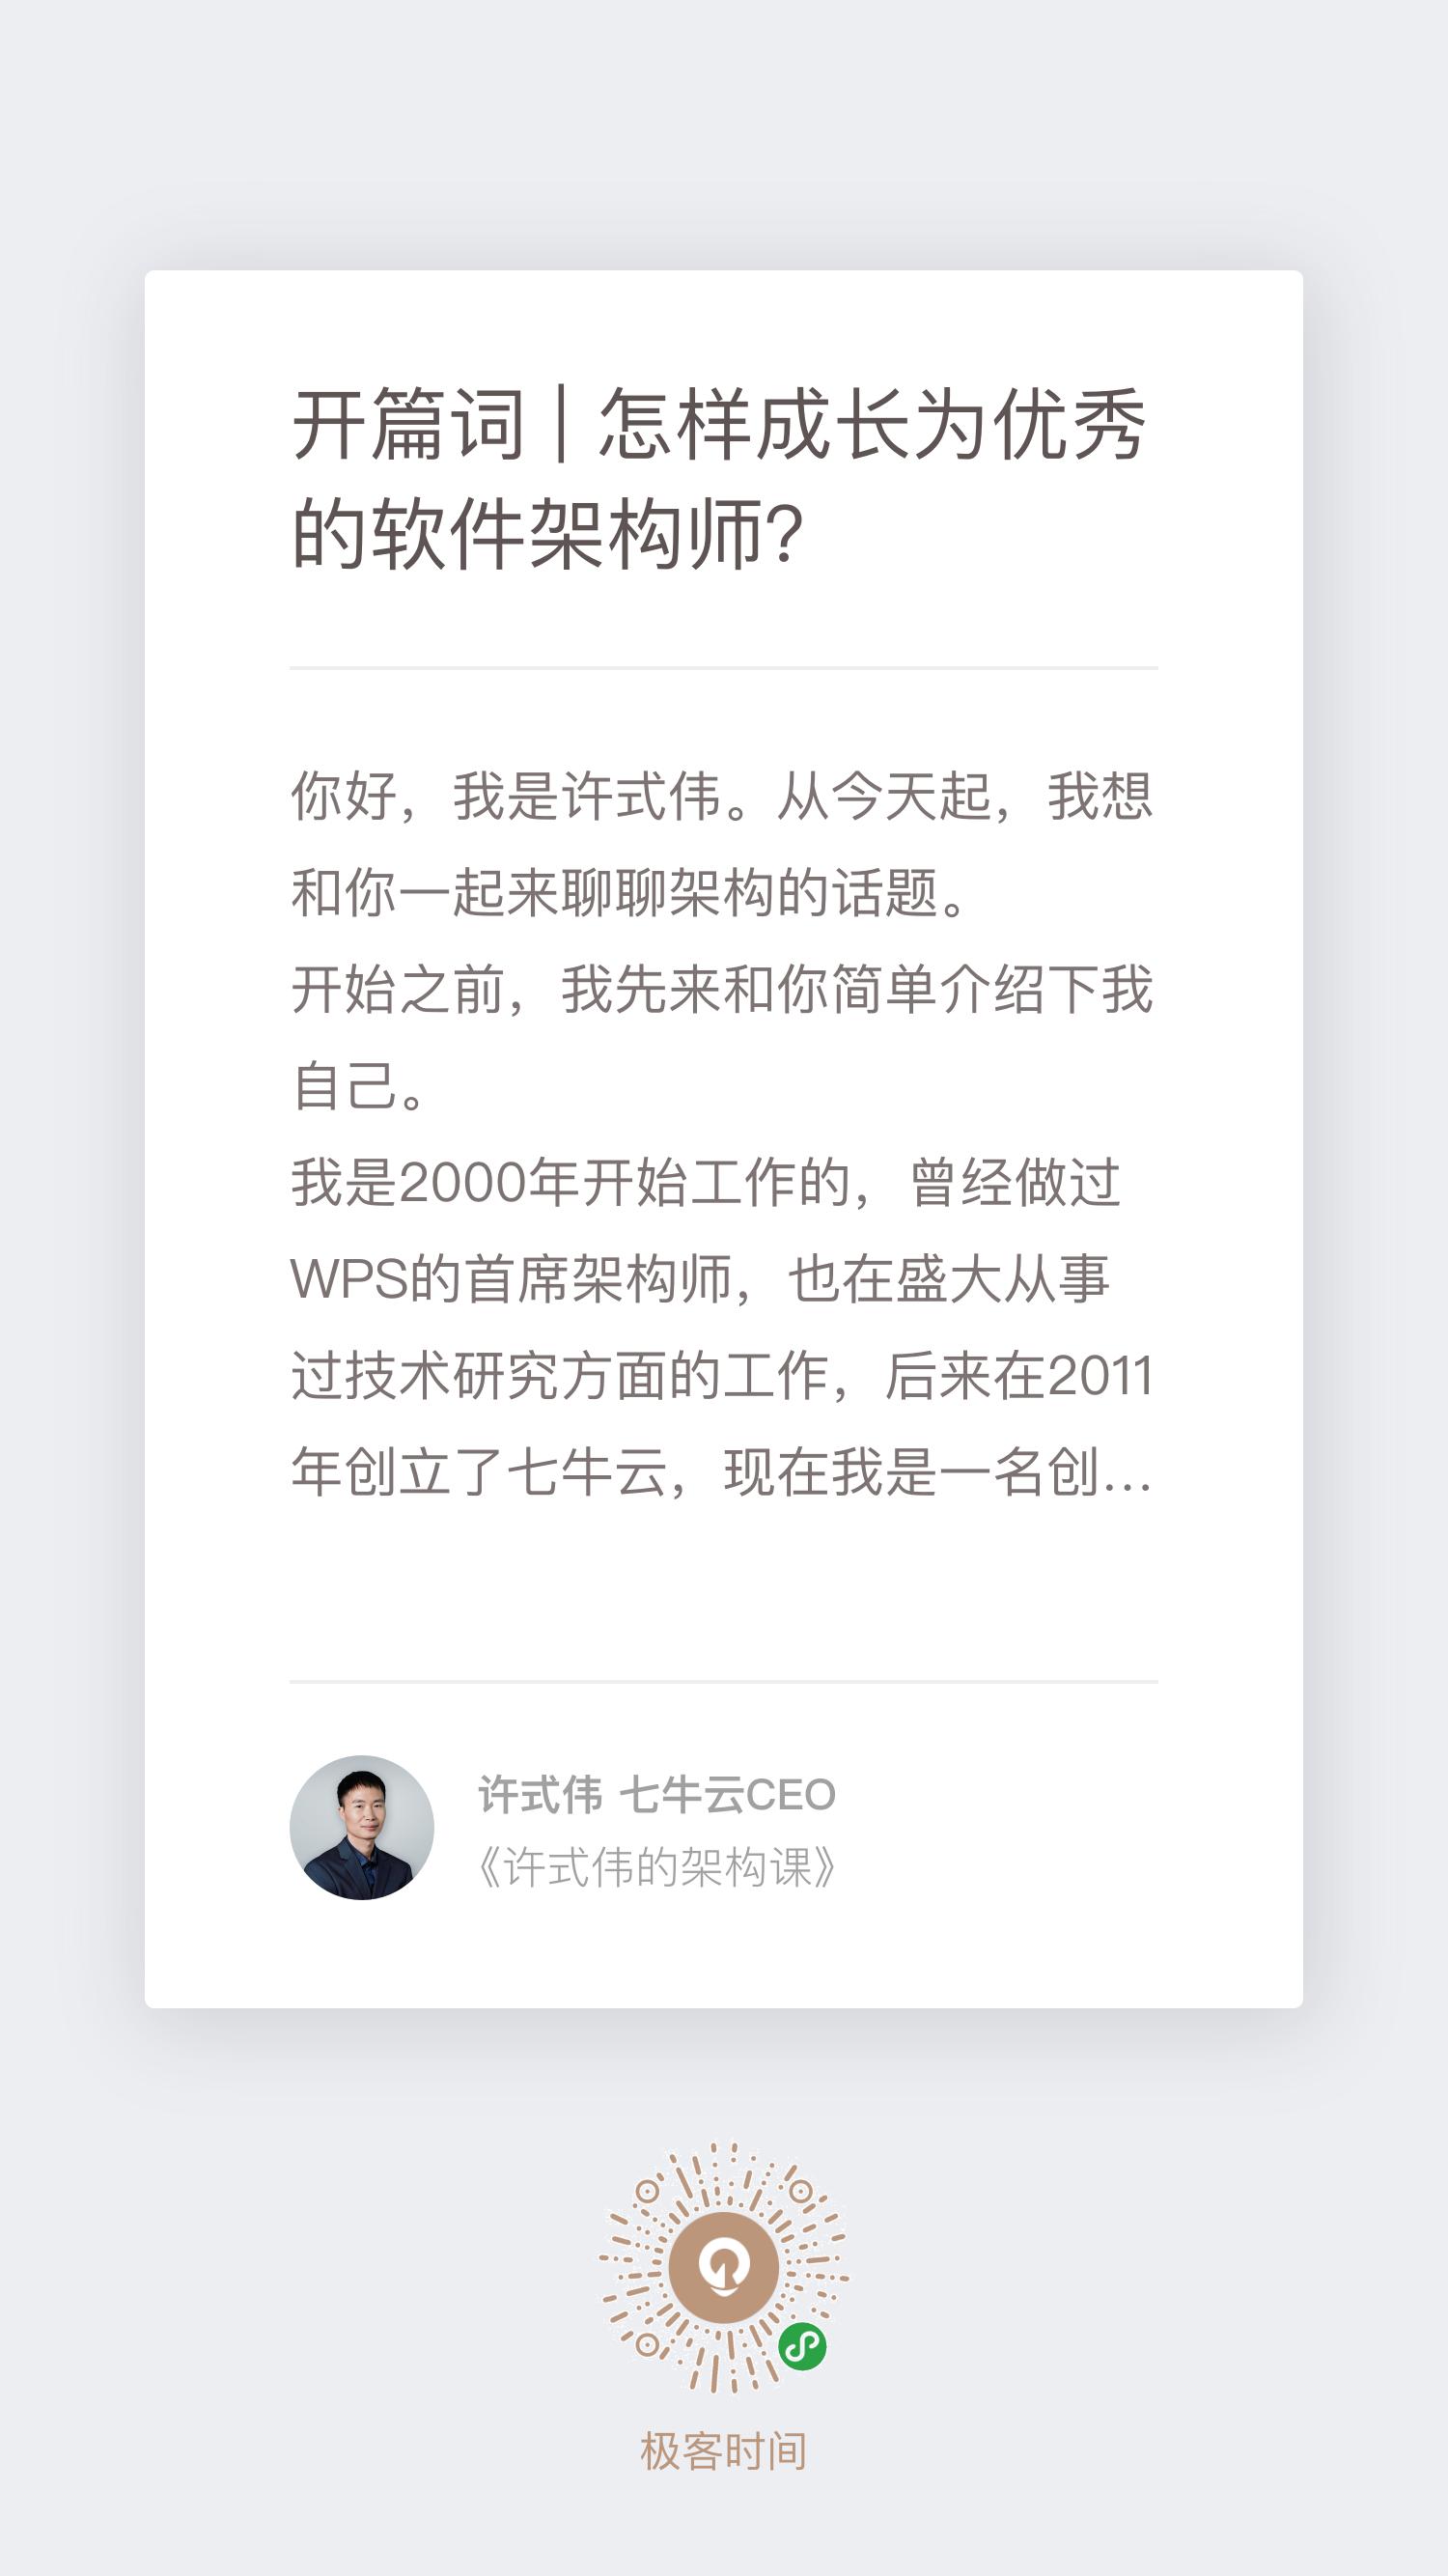 开篇词 | 怎样成长为优秀
的软件架构师?
你好，我是许式伟。从今天起，我想
和你一起来聊聊架构的话题。
开始之前，我先来和你简单介绍下我
自己。
我是2000年开始工作的，曾经做过
WPS的首席架构师，也在盛大从事
过技术研究方面的工作，后来在2011
年创立了七牛云，现在我是一名创...
许式伟 七牛云CEO
《许式伟的架构课》
极客时间